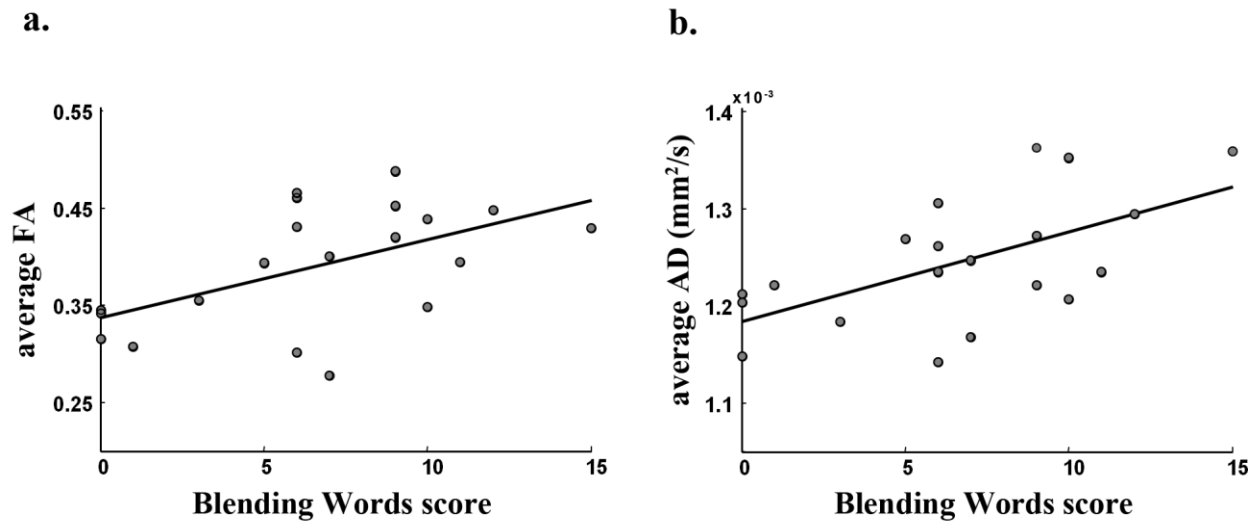 a.
average FA
0.55
0.45
0.35
0.25
0 5 10 15
Blending Words score
b.
average AD (mm²/s)
x10⁻³
1.4
1.3
1.2
1.1
0 5 10 15
Blending Words score